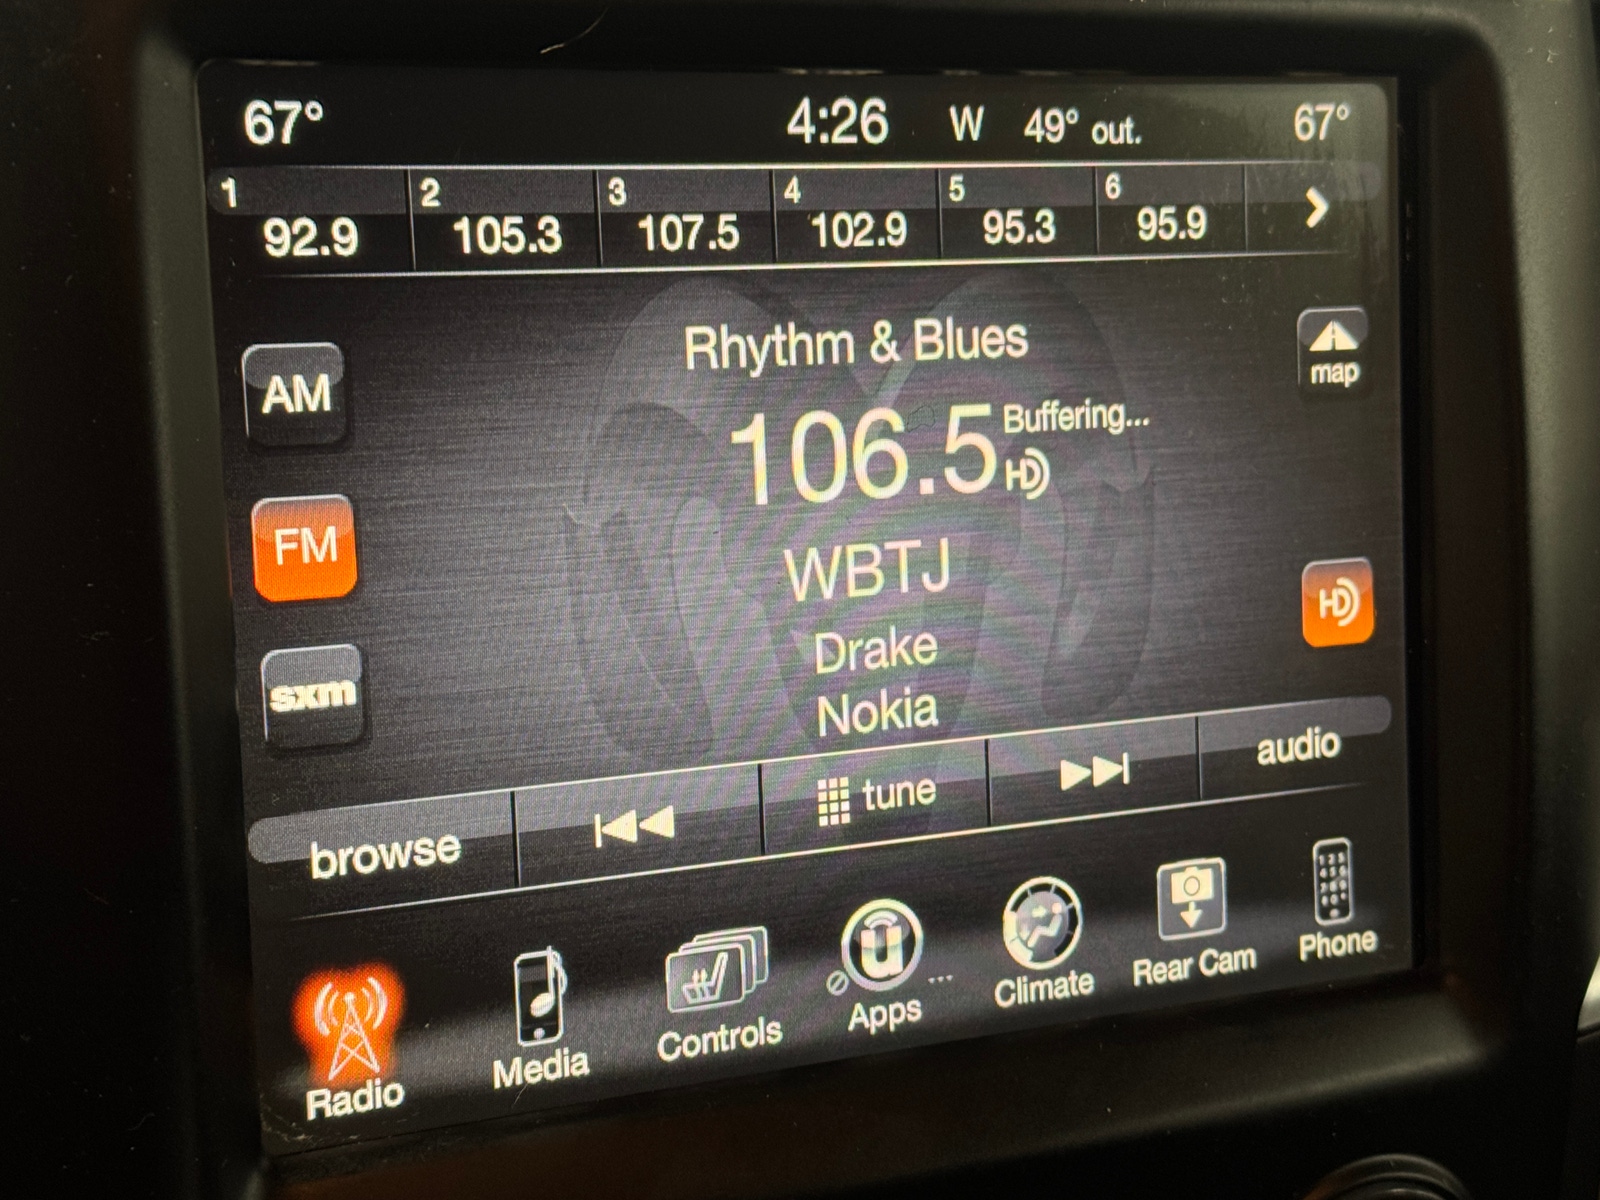 67° 4:26 W 49° out. 67°
1 2 3 4 5 6
92.9 105.3 107.5 102.9 95.3 95.9
Rhythm & Blues
map
AM
106.5 Buffering...
HD
FM
WBTJ
HD
Drake
sxm
Nokia
browse tune audio
Radio Media Controls Apps Climate Rear Cam Phone